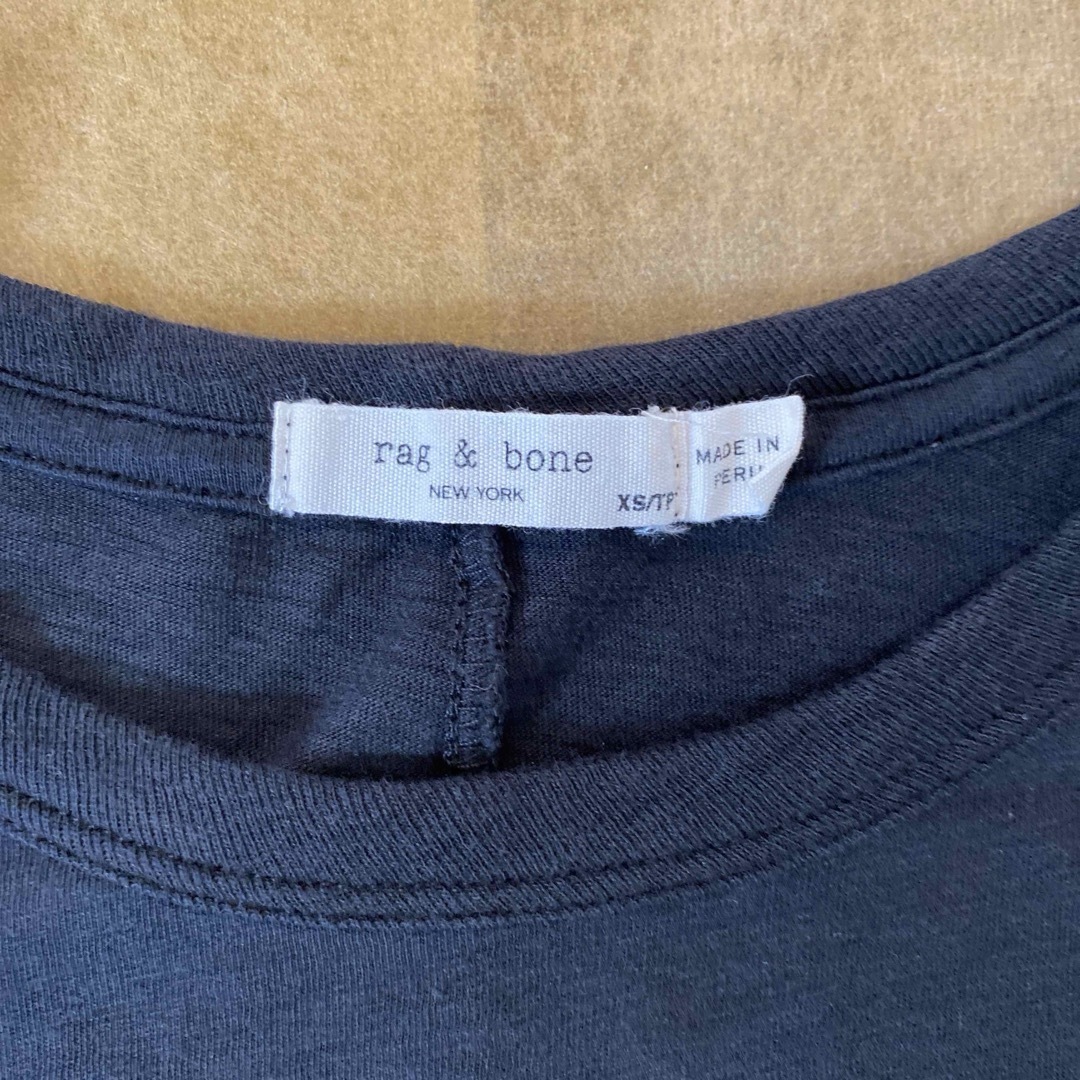 rag & bone
NEW YORK
XS/TP
MADE IN
PERU